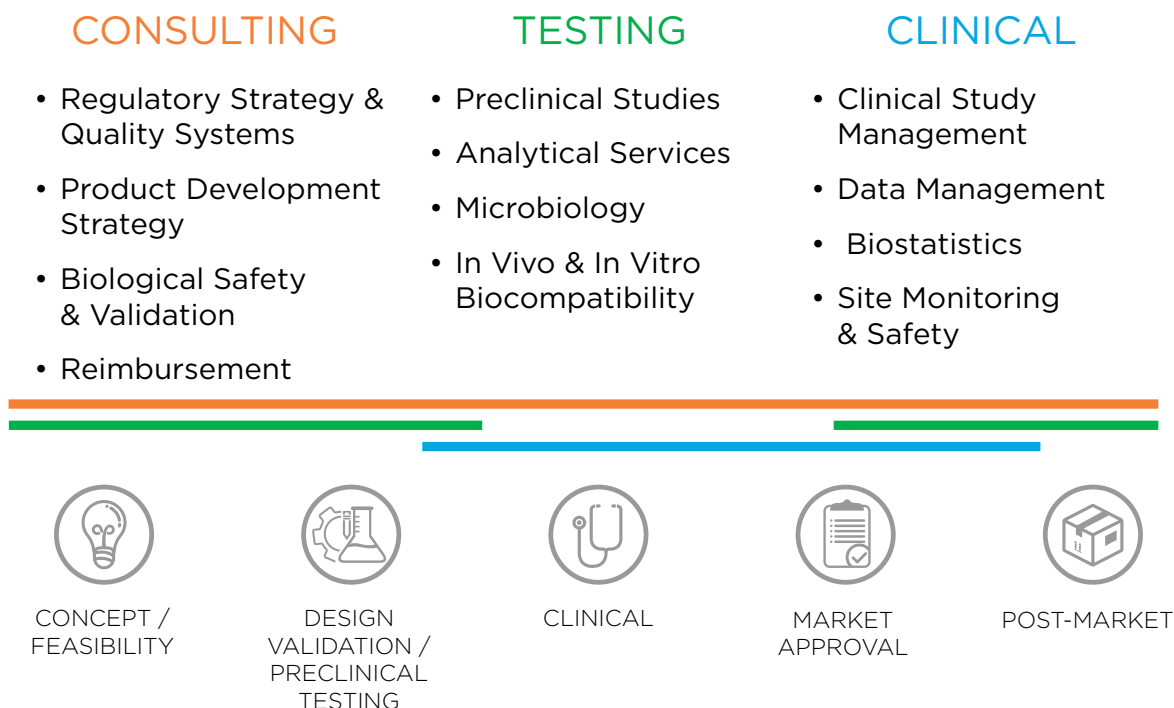 CONSULTING
• Regulatory Strategy &
Quality Systems
• Product Development
Strategy
• Biological Safety
& Validation
• Reimbursement
TESTING
• Preclinical Studies
• Analytical Services
• Microbiology
• In Vivo & In Vitro
Biocompatibility
CLINICAL
• Clinical Study
Management
• Data Management
• Biostatistics
• Site Monitoring
& Safety
CONCEPT /
FEASIBILITY
DESIGN
VALIDATION /
PRECLINICAL
TESTING
CLINICAL
MARKET
APPROVAL
POST-MARKET